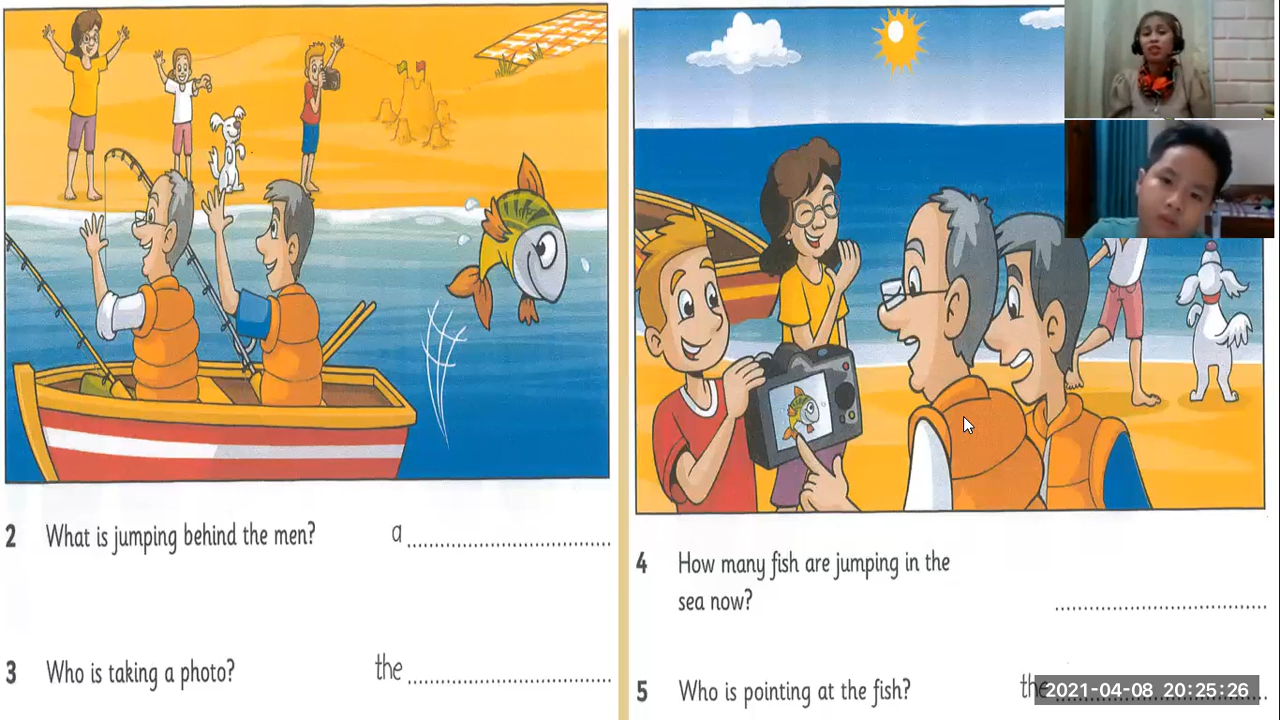 2 What is jumping behind the men? a
3 Who is taking a photo? the
4 How many fish are jumping in the
sea now?
5 Who is pointing at the fish? the
2021-04-08 20:25:26